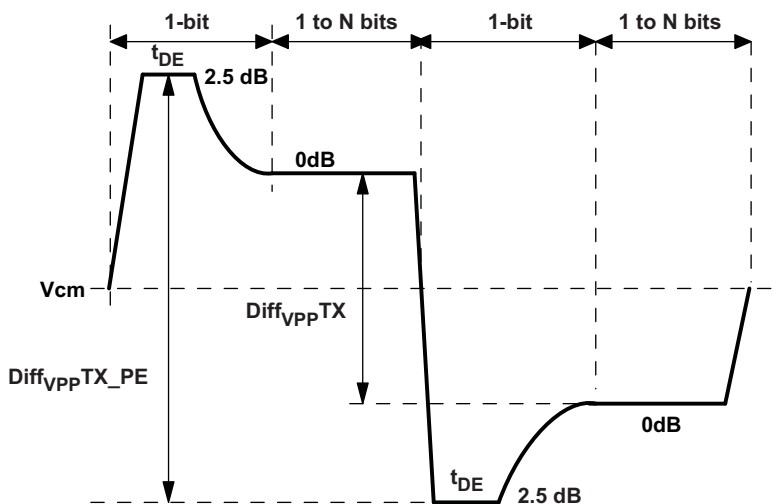 1-bit 1 to N bits 1-bit 1 to N bits
tDE
2.5 dB
0dB
Vcm
DiffVPPTX
DiffVPPTX_PE
0dB
tDE
2.5 dB